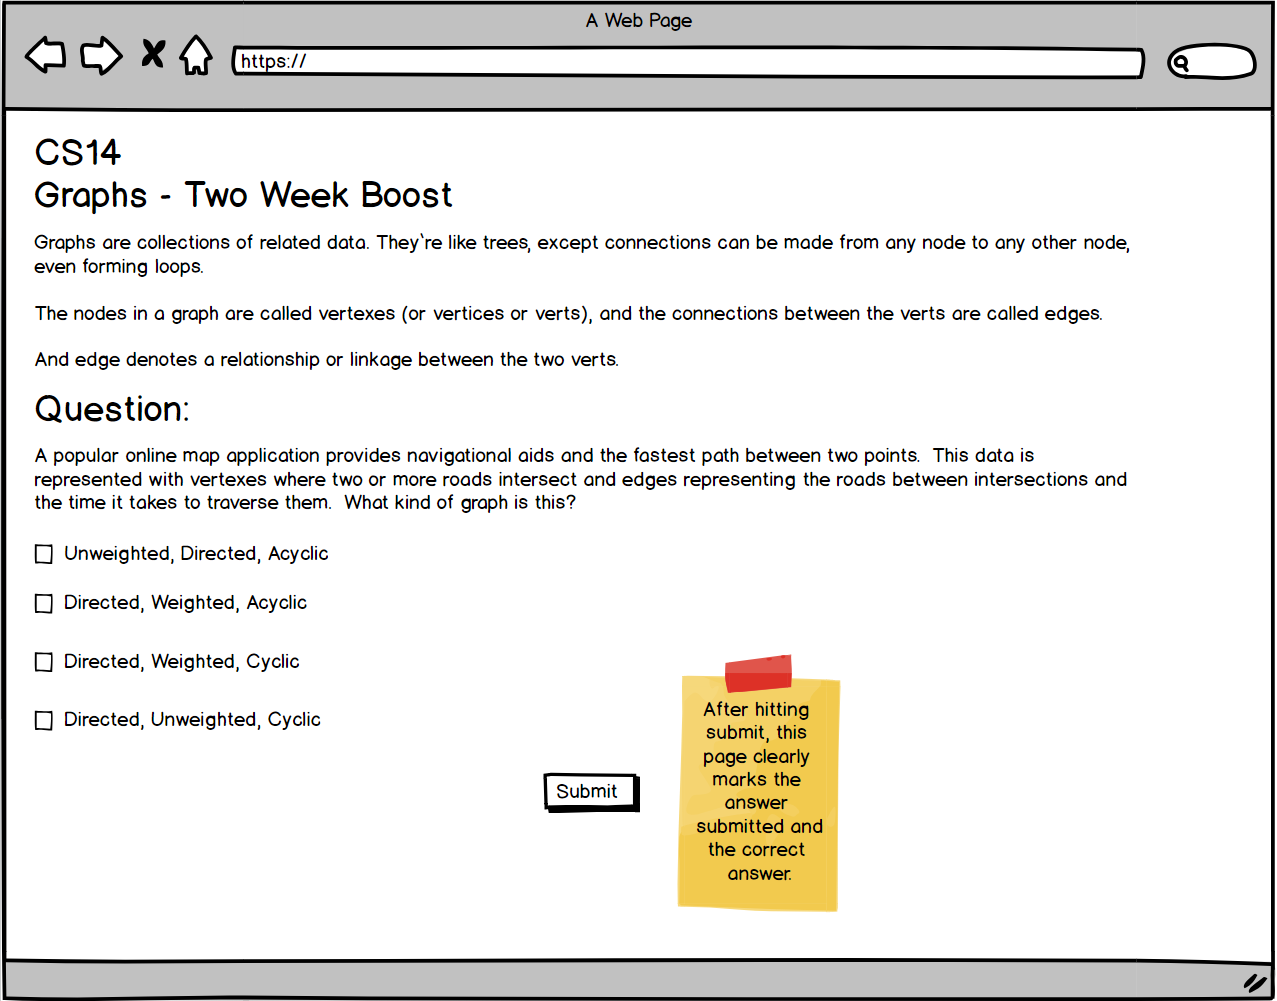 A Web Page
https://
CS14
Graphs - Two Week Boost
Graphs are collections of related data. They`re like trees, except connections can be made from any node to any other node,
even forming loops.
The nodes in a graph are called vertexes (or vertices or verts), and the connections between the verts are called edges.
And edge denotes a relationship or linkage between the two verts.
Question:
A popular online map application provides navigational aids and the fastest path between two points.  This data is
represented with vertexes where two or more roads intersect and edges representing the roads between intersections and
the time it takes to traverse them.  What kind of graph is this?
Unweighted, Directed, Acyclic
Directed, Weighted, Acyclic
Directed, Weighted, Cyclic
Directed, Unweighted, Cyclic
Submit
After hitting
submit, this
page clearly
marks the
answer
submitted and
the correct
answer.